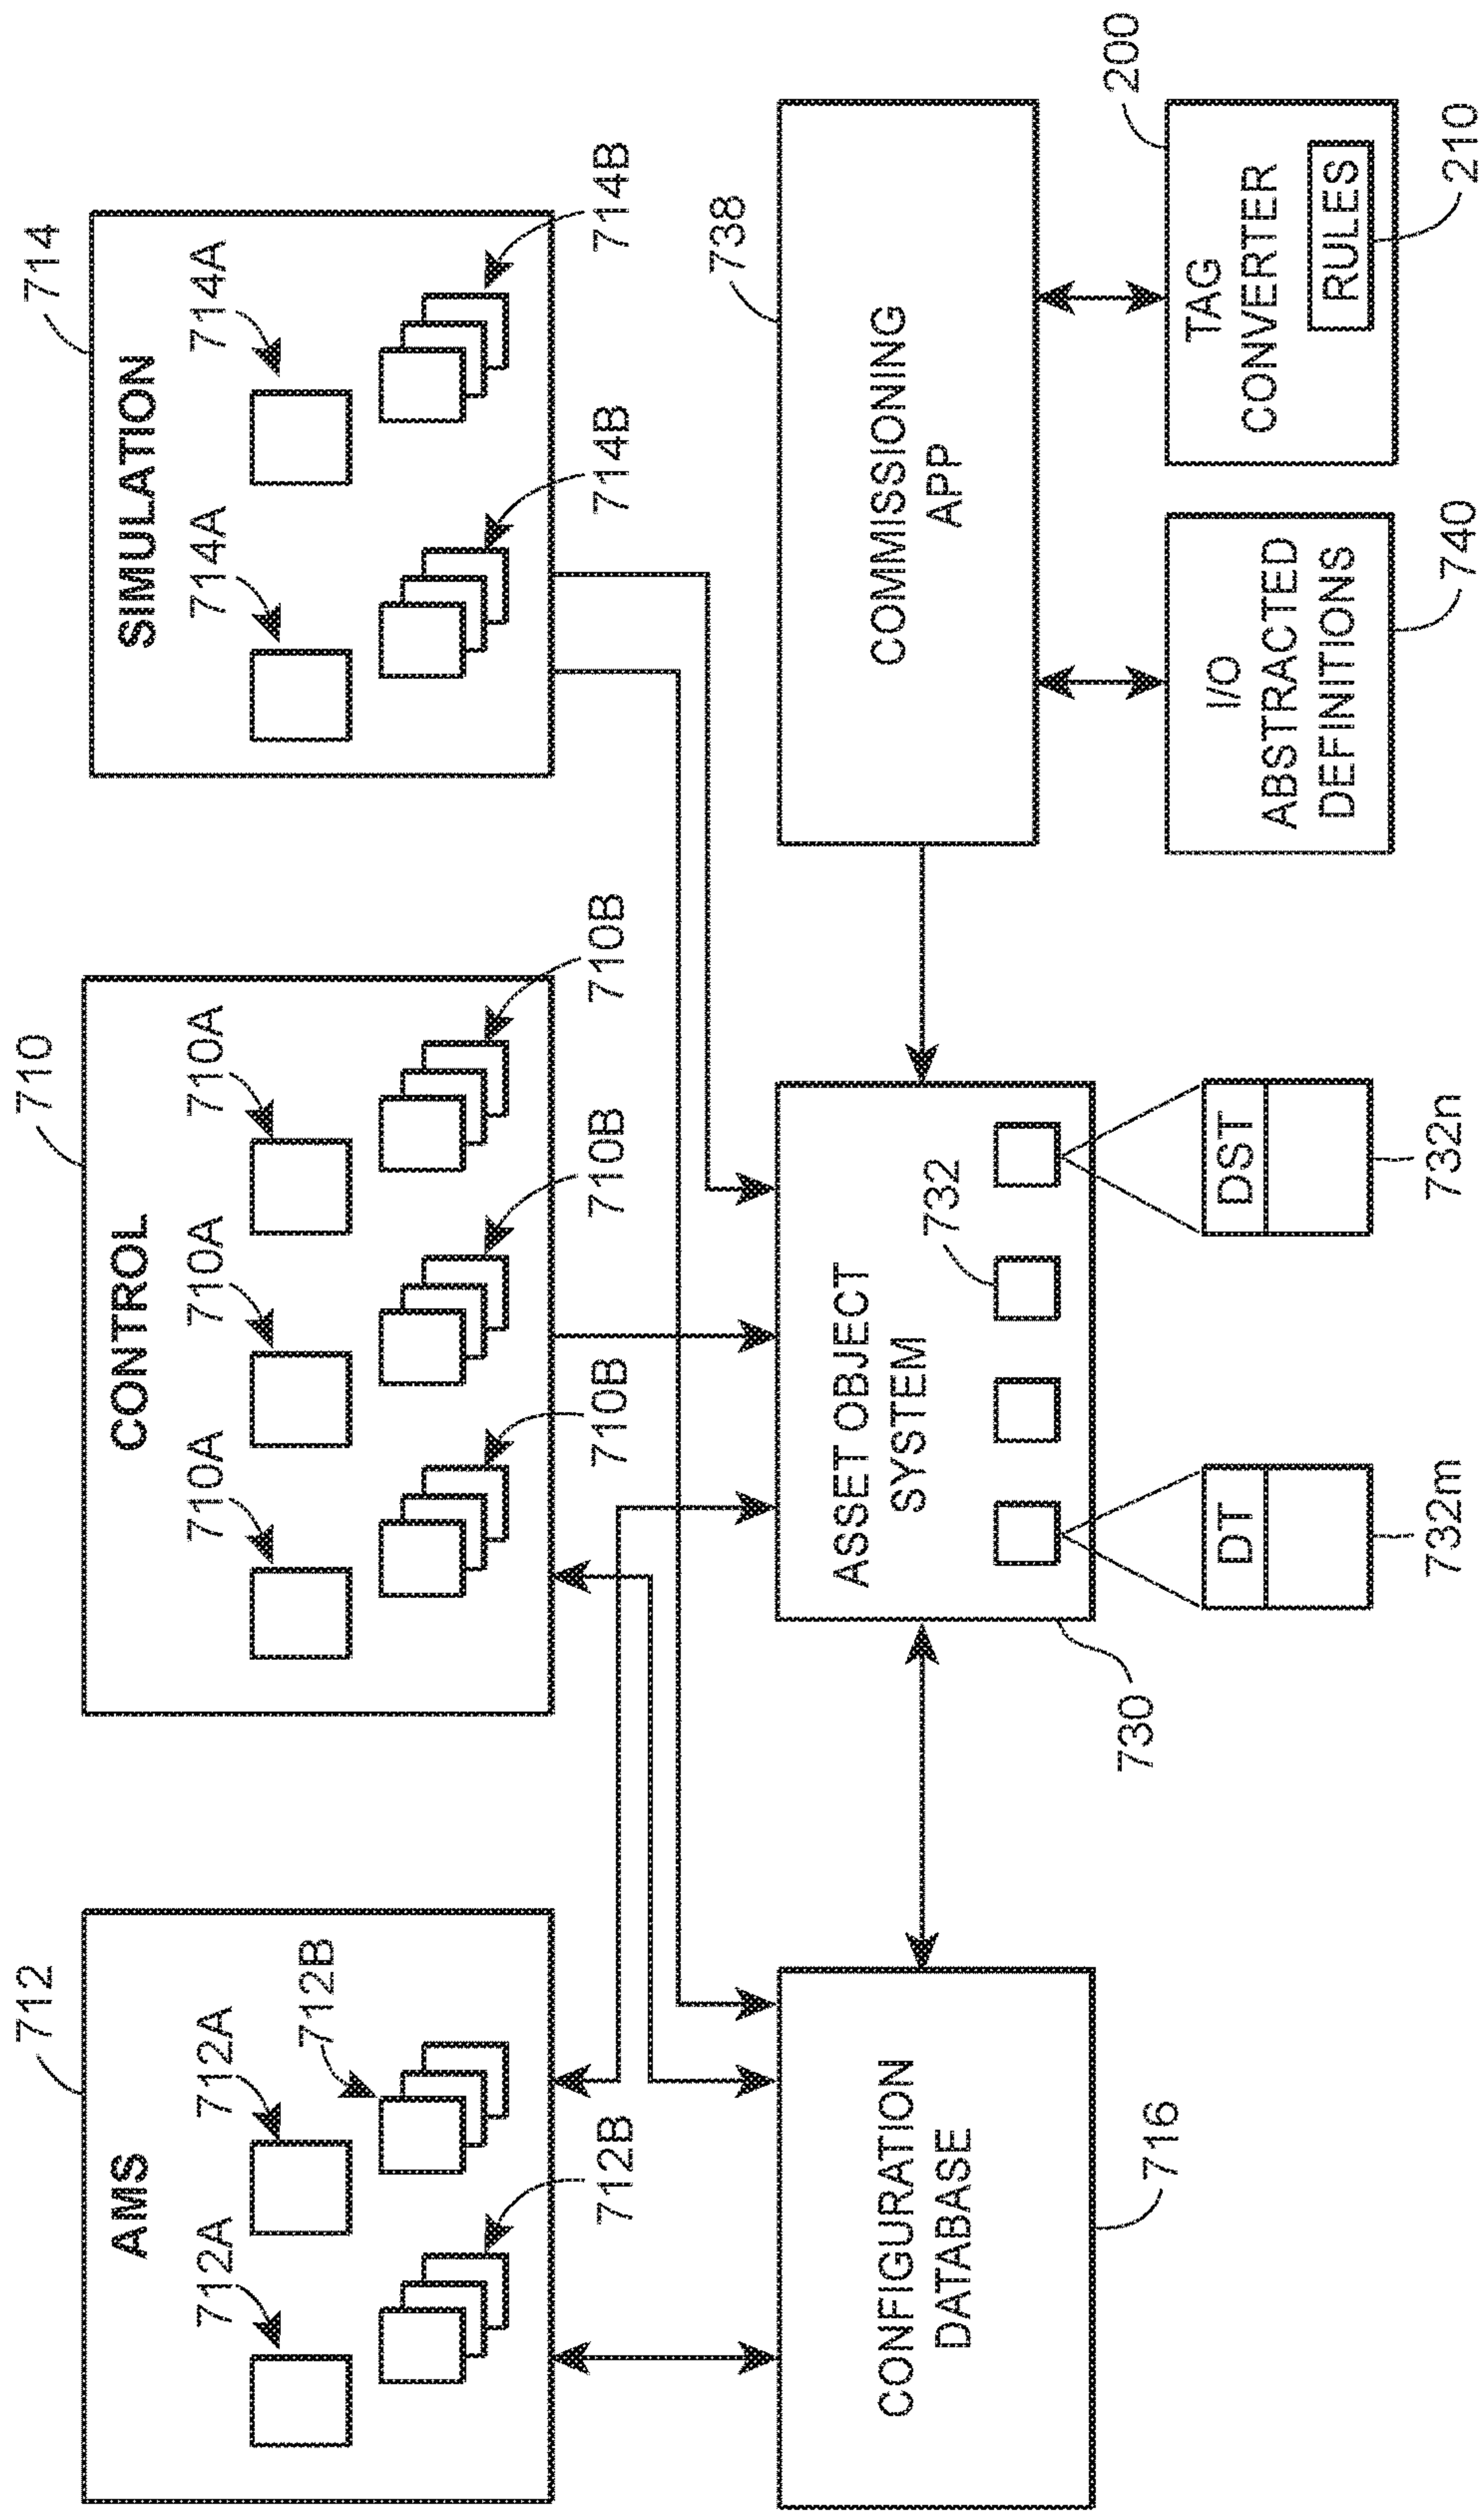 712
AMS
712A
712A
712B
712B
710
CONTROL
710A
710A
710A
710B
710B
710B
714
SIMULATION
714A
714A
714B
714B
CONFIGURATION
DATABASE
716
ASSET OBJECT
SYSTEM
732
730
DT
732m
DST
732n
738
COMMISSIONING
APP
I/O
ABSTRACTED
DEFINITIONS
740
TAG
CONVERTER
RULES
200
210